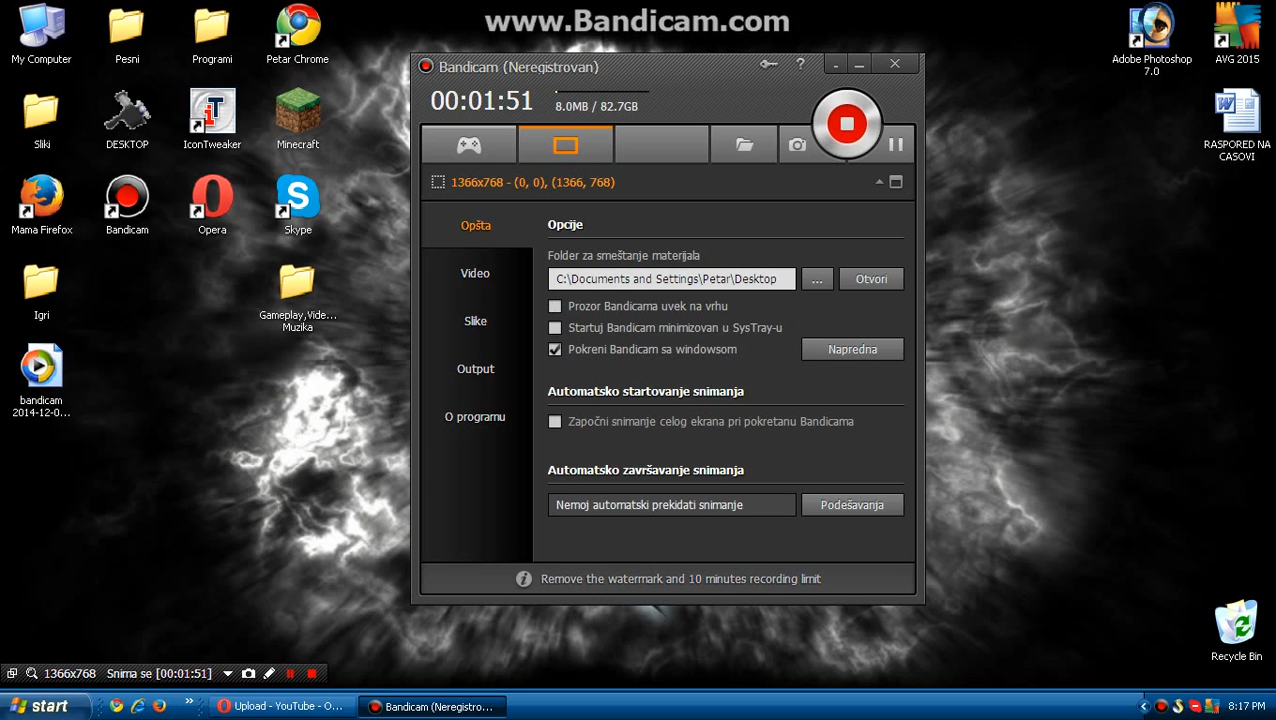 www.Bandicam.com
My Computer
Pesni
Programi
Petar Chrome
Adobe Photoshop
7.0
AVG 2015
Sliki
DESKTOP
IconTweaker
Minecraft
RASPORED NA
CASOVI
Mama Firefox
Bandicam
Opera
Skype
Igri
Gameplay,Vide...
Muzika
bandicam
2014-12-0...
Recycle Bin
Bandicam (Neregistrovan)
?
00:01:51
8.0MB / 82.7GB
1366x768 - (0, 0), (1366, 768)
Opšta
Video
Slike
Output
O programu
Opcije
Folder za smeštanje materijala
C:\Documents and Settings\Petar\Desktop
...
Otvori
Prozor Bandicama uvek na vrhu
Startuj Bandicam minimizovan u SysTray-u
Pokreni Bandicam sa windowsom
Napredna
Automatsko startovanje snimanja
Započni snimanje celog ekrana pri pokretanu Bandicama
Automatsko završavanje snimanja
Nemoj automatski prekidati snimanje
Podešavanja
Remove the watermark and 10 minutes recording limit
1366x768 Snima se [00:01:51]
start
Upload - YouTube - O...
Bandicam (Neregistro...
8:17 PM